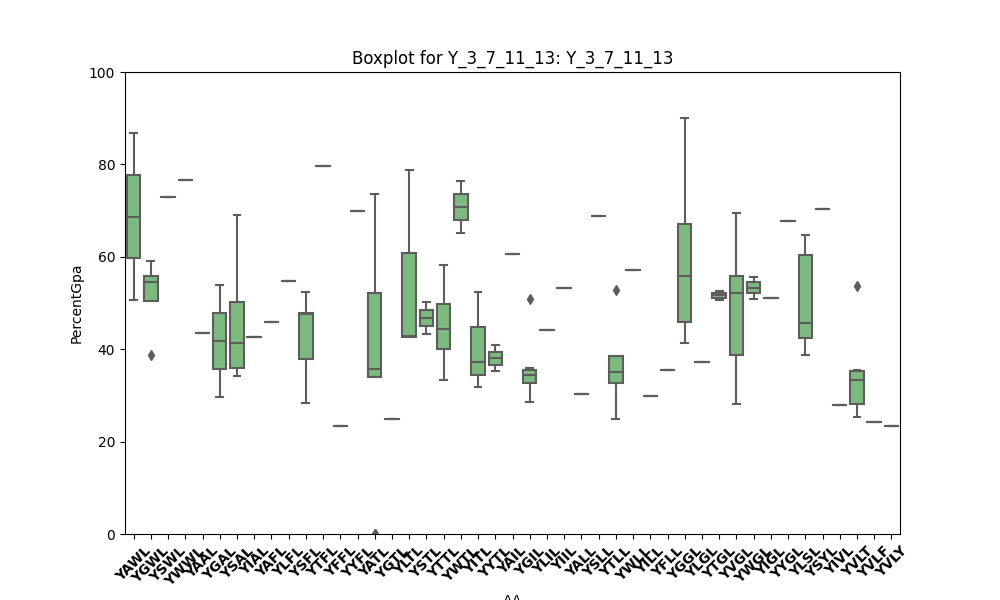 Boxplot for Y_3_7_11_13: Y_3_7_11_13
PercentGpa
100
80
60
40
20
0
YAWL
YGWL
YSWL
YWWL
YAAL
YGAL
YSAL
YIAL
YAFL
YLFL
YSFL
YTFL
YFFL
YYFL
YATL
YGTL
YLTL
YSTL
YTTL
YWTL
YITL
YYTL
YAIL
YGIL
YLIL
YIIL
YALL
YSLL
YTLL
YWLL
YILL
YFLL
YGGL
YLGL
YTGL
YVGL
YWGL
YIGL
YYGL
YLSL
YSYL
YIVL
YVLT
YVLF
YVLY
AA